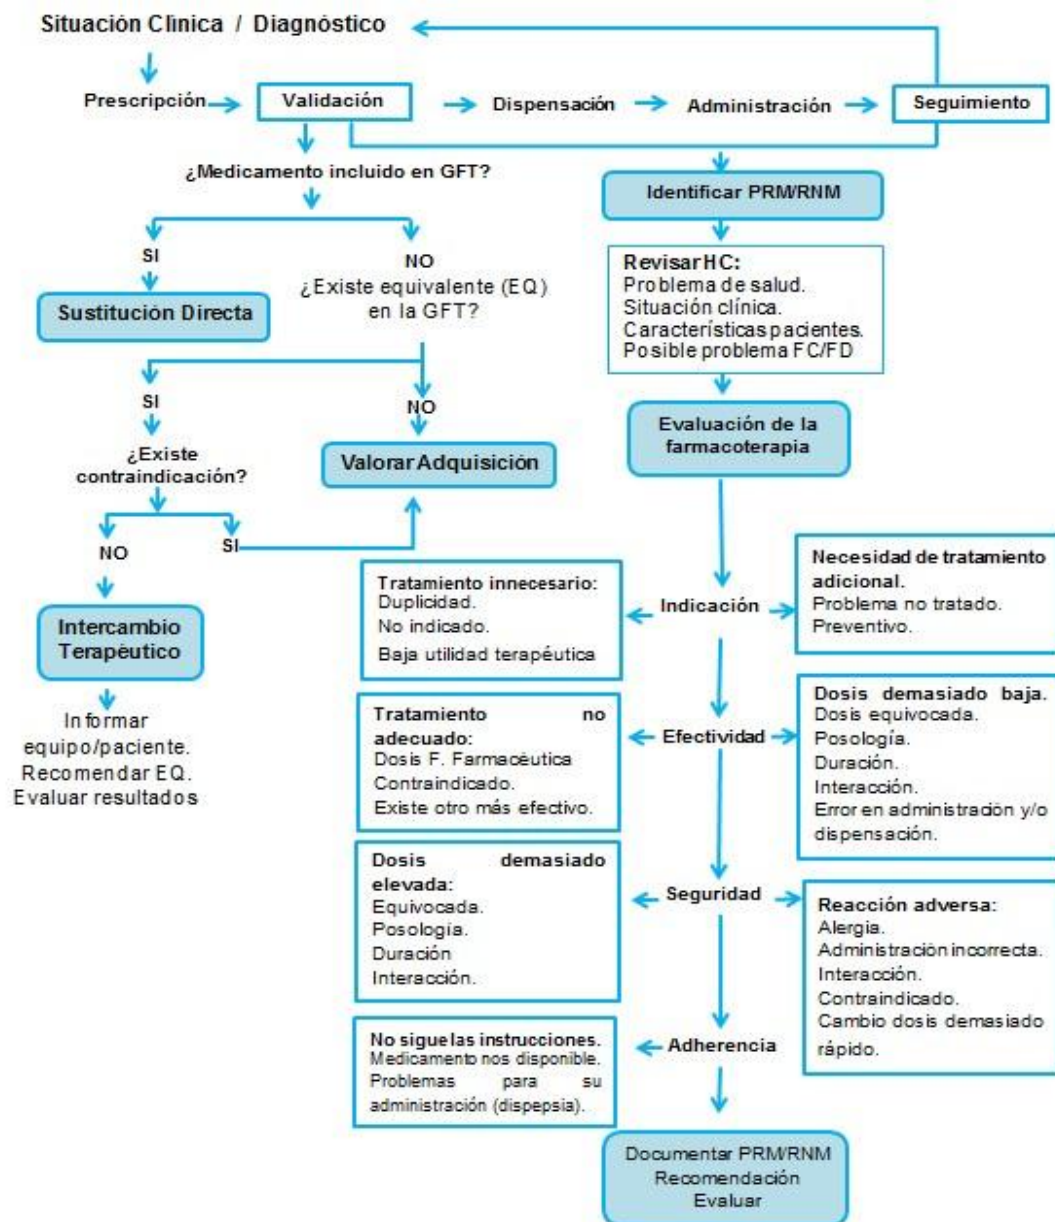 Situación Clínica / Diagnóstico
Prescripción
Validación
Dispensación
Administración
Seguimiento
¿Medicamento incluido en GFT?
SI
Sustitución Directa
NO
¿Existe equivalente (EQ)
en la GFT?
SI
NO
¿Existe
contraindicación?
Valorar Adquisición
NO
SI
Intercambio
Terapéutico
Informar
equipo/paciente.
Recomendar EQ.
Evaluar resultados
Identificar PRM/RNM
Revisar HC:
Problema de salud.
Situación clínica.
Características pacientes.
Posible problema FC/FD
Evaluación de la
farmacoterapia
Indicación
Tratamiento innecesario:
Duplicidad.
No indicado.
Baja utilidad terapéutica
Necesidad de tratamiento
adicional.
Problema no tratado.
Preventivo.
Efectividad
Tratamiento no
adecuado:
Dosis F. Farmacéutica
Contraindicado.
Existe otro más efectivo.
Dosis demasiado baja.
Dosis equivocada.
Posología.
Duración.
Interacción.
Error en administración y/o
dispensación.
Seguridad
Dosis demasiado
elevada:
Equivocada.
Posología.
Duración
Interacción.
Reacción adversa:
Alergia.
Administración incorrecta.
Interacción.
Contraindicado.
Cambio dosis demasiado
rápido.
Adherencia
No sigue las instrucciones.
Medicamento nos disponible.
Problemas para su
administración (dispepsia).
Documentar PRM/RNM
Recomendación
Evaluar